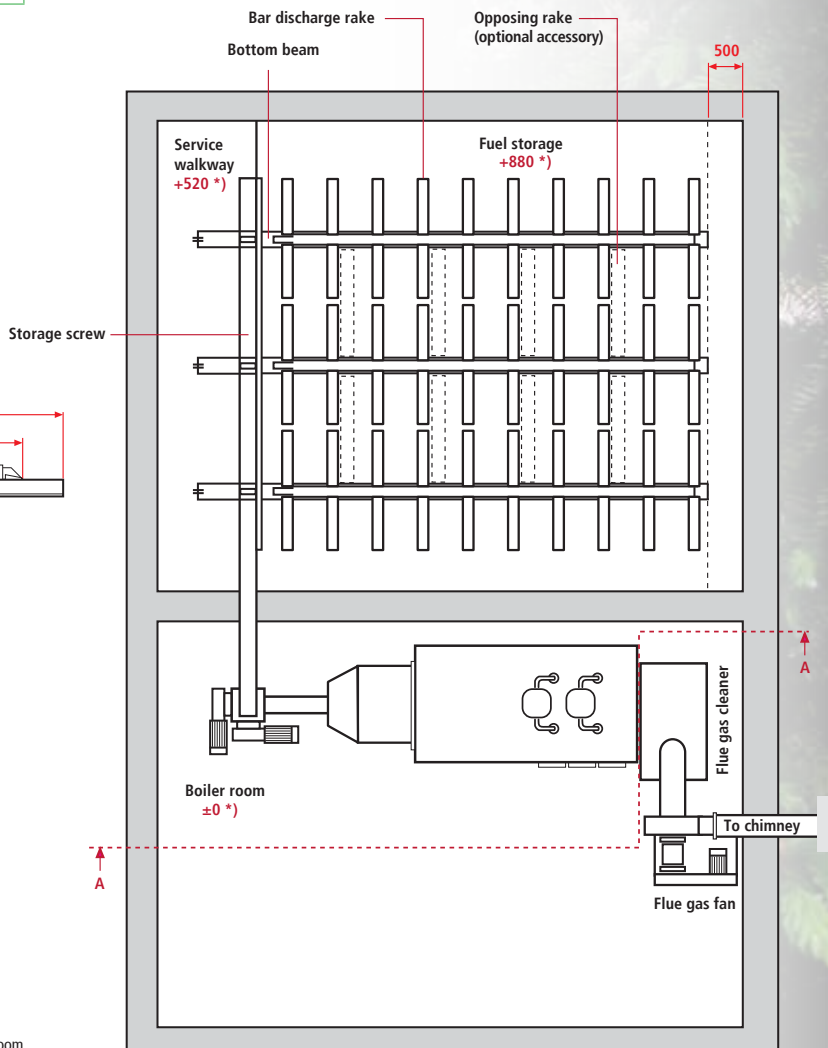 Bar discharge rake
Opposing rake
(optional accessory)
Bottom beam
500
Service
walkway
+520 *)
Fuel storage
+880 *)
Storage screw
A
Flue gas cleaner
Boiler room
±0 *)
To chimney
A
Flue gas fan
oom